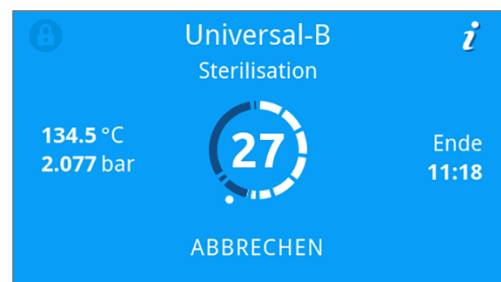 Universal-B
i
Sterilisation
134.5 °C
2.077 bar
27
Ende
11:18
ABBRECHEN